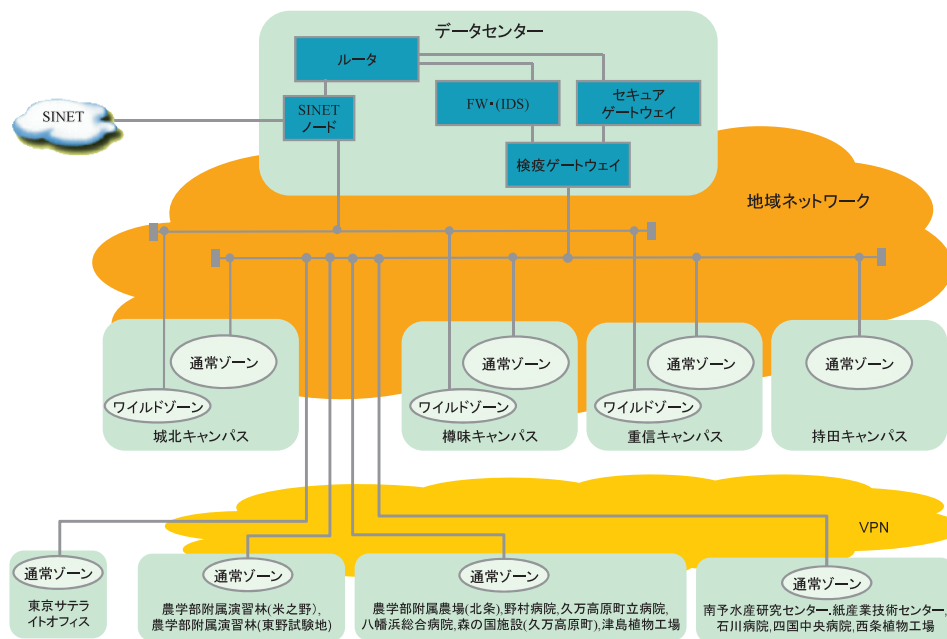 データセンター
ルータ
SINET
SINET
ノード
FW・(IDS)
セキュア
ゲートウェイ
検疫ゲートウェイ
地域ネットワーク
通常ゾーン
ワイルドゾーン
城北キャンパス
通常ゾーン
ワイルドゾーン
樽味キャンパス
通常ゾーン
ワイルドゾーン
重信キャンパス
通常ゾーン
持田キャンパス
VPN
通常ゾーン
東京サテラ
イトオフィス
通常ゾーン
農学部附属演習林(米之野)、
農学部附属演習林(東野試験地)
通常ゾーン
農学部附属農場(北条),野村病院,久万高原町立病院,
八幡浜総合病院,森の国施設(久万高原町),津島植物工場
通常ゾーン
南予水産研究センター,紙産業技術センター,
石川病院,四国中央病院,西条植物工場